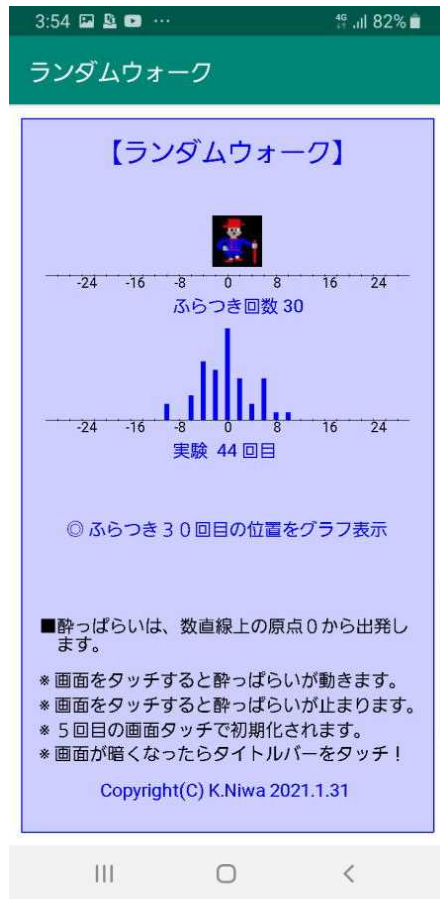 3:54 ··· 4G 82%
ランダムウォーク
【ランダムウォーク】
-24 -16 -8 0 8 16 24
ふらつき回数 30
-24 -16 -8 0 8 16 24
実験 44 回目
◎ ふらつき３０回目の位置をグラフ表示
■酔っぱらいは、数直線上の原点０から出発し
ます。
※ 画面をタッチすると酔っぱらいが動きます。
※ 画面をタッチすると酔っぱらいが止まります。
※ ５回目の画面タッチで初期化されます。
※ 画面が暗くなったらタイトルバーをタッチ！
Copyright(C) K.Niwa 2021.1.31